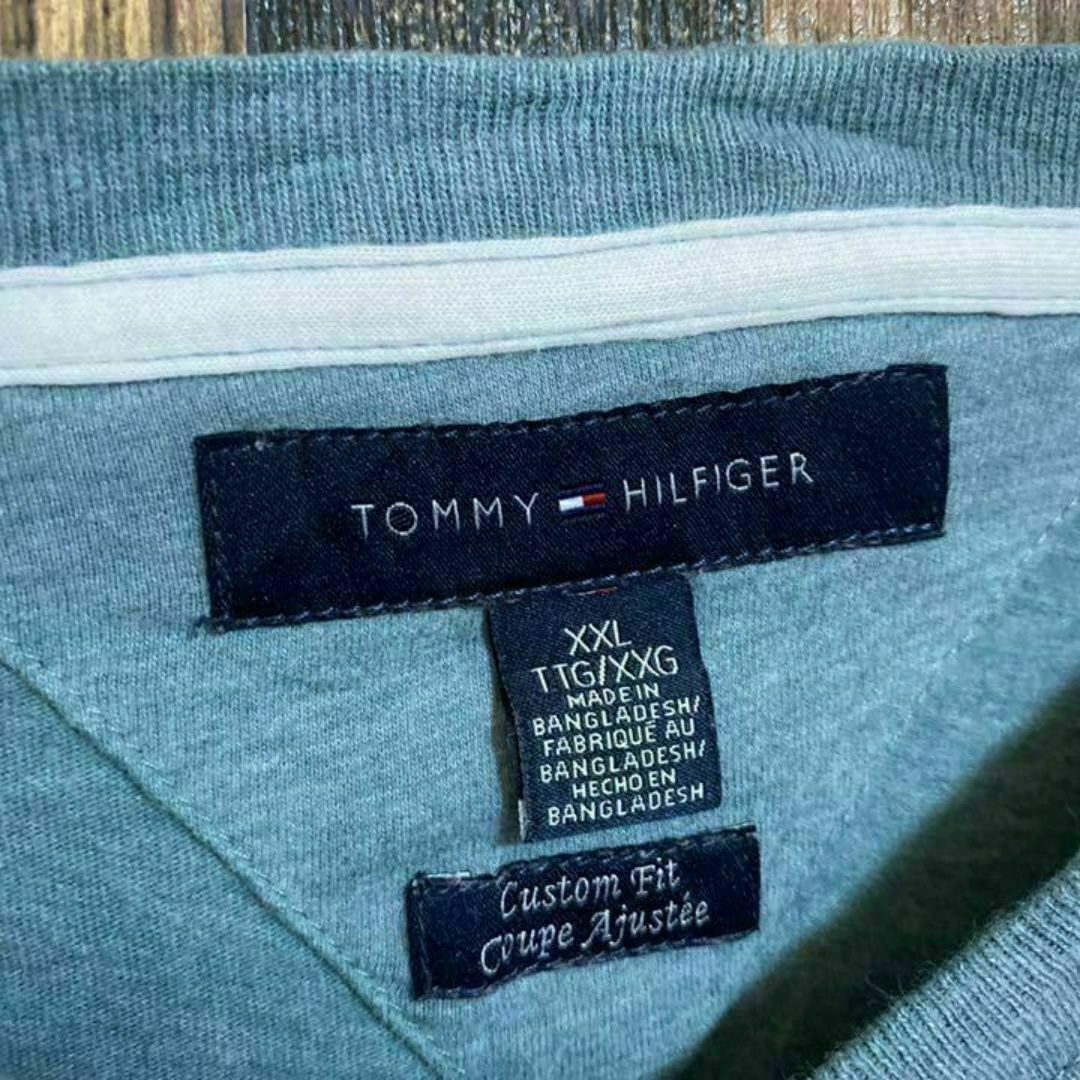 TOMMY HILFIGER
XXL
TTG/XXG
MADE IN
BANGLADESH/
FABRIQUÉ AU
BANGLADESH/
HECHO EN
BANGLADESH
Custom Fit
Coupe Ajustée